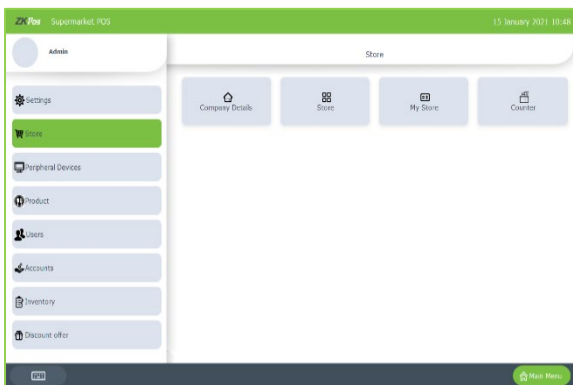 ZKPos Supermarket POS 15 January 2021 10:48
Admin
Store
Settings
Store
Peripheral Devices
Product
Users
Accounts
Inventory
Discount offer
Company Details
Store
My Store
Counter
Main Menu